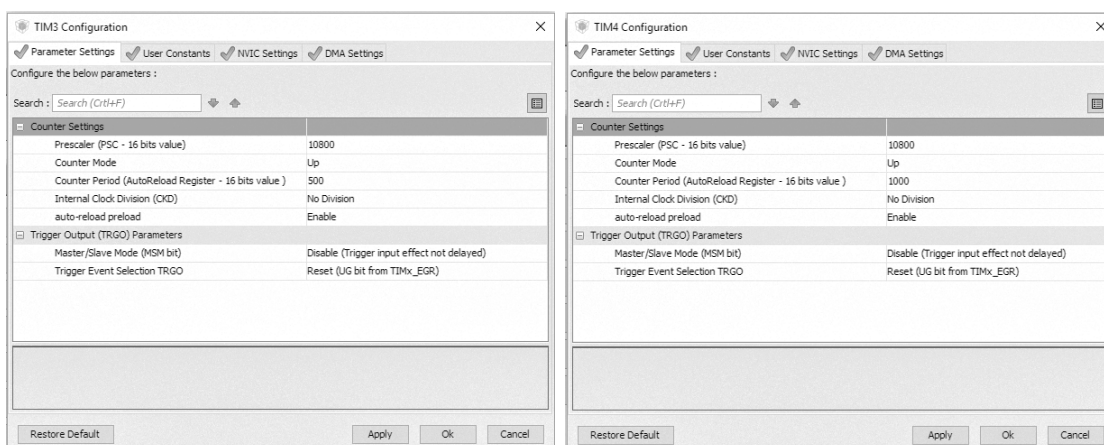 TIM3 Configuration
Parameter Settings User Constants NVIC Settings DMA Settings
Configure the below parameters :
Search : Search (Crtl+F)
Counter Settings
Prescaler (PSC - 16 bits value) 10800
Counter Mode Up
Counter Period (AutoReload Register - 16 bits value ) 500
Internal Clock Division (CKD) No Division
auto-reload preload Enable
Trigger Output (TRGO) Parameters
Master/Slave Mode (MSM bit) Disable (Trigger input effect not delayed)
Trigger Event Selection TRGO Reset (UG bit from TIMx_EGR)
Restore Default Apply Ok Cancel
TIM4 Configuration
Parameter Settings User Constants NVIC Settings DMA Settings
Configure the below parameters :
Search : Search (Crtl+F)
Counter Settings
Prescaler (PSC - 16 bits value) 10800
Counter Mode Up
Counter Period (AutoReload Register - 16 bits value ) 1000
Internal Clock Division (CKD) No Division
auto-reload preload Enable
Trigger Output (TRGO) Parameters
Master/Slave Mode (MSM bit) Disable (Trigger input effect not delayed)
Trigger Event Selection TRGO Reset (UG bit from TIMx_EGR)
Restore Default Apply Ok Cancel